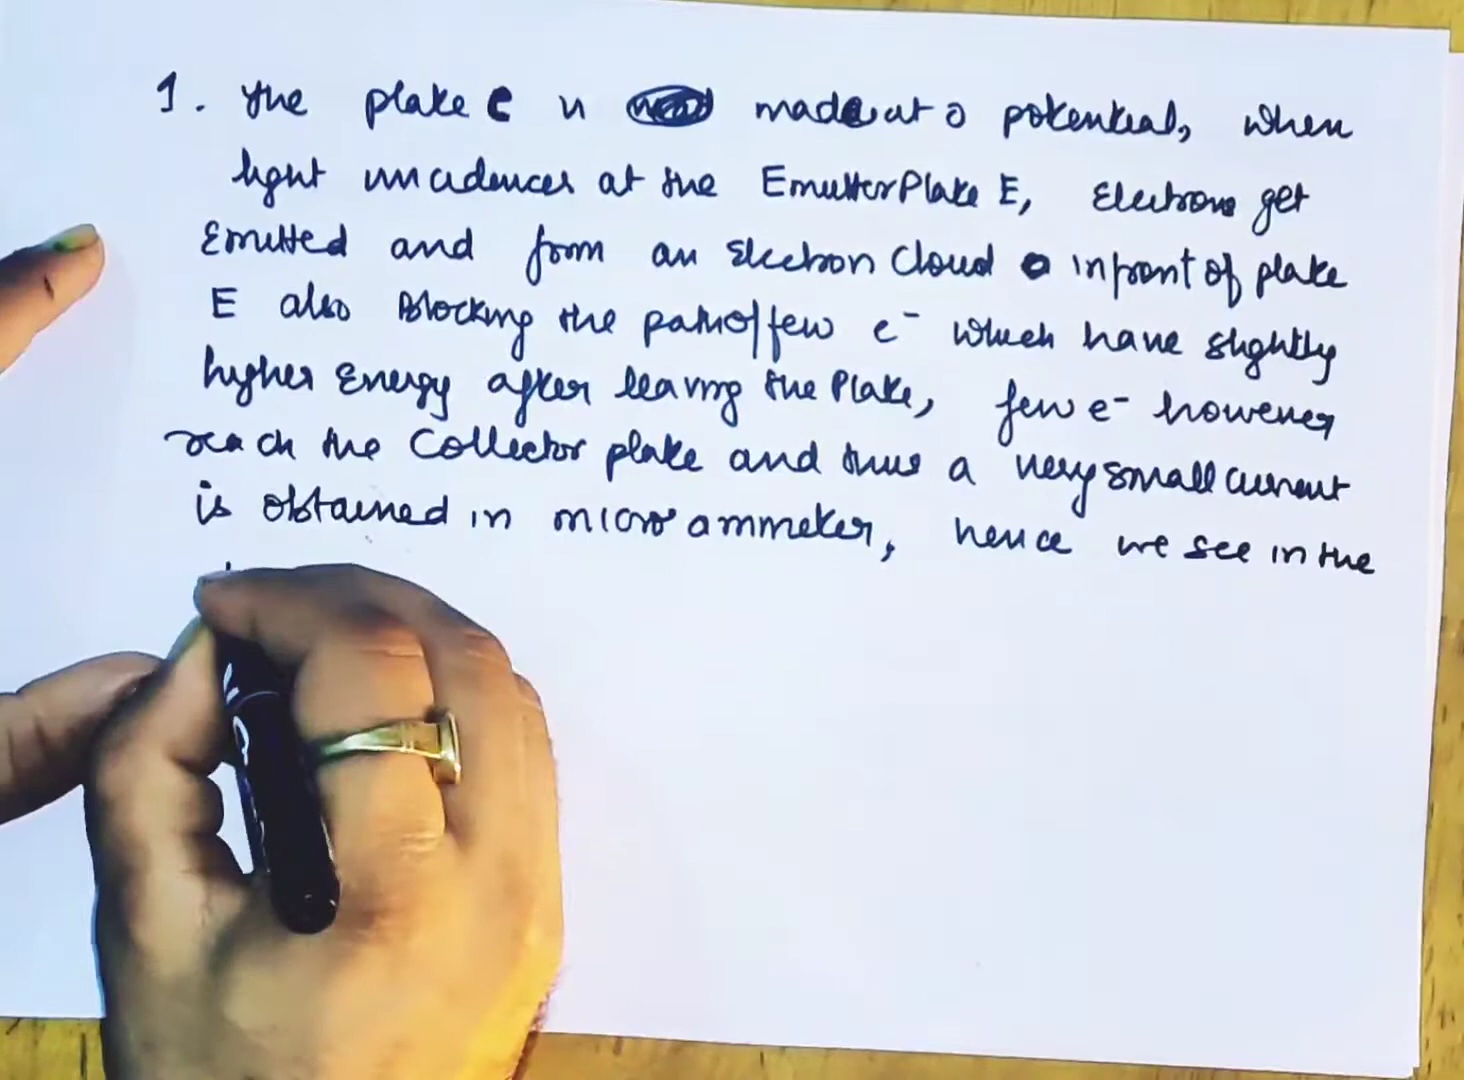 1. The plate C is made at 0 potential, when
light incidences at the Emitter Plate E, Electrons get
Emitted and form an Electron Cloud infront of plate
E also Blocking the path of few e⁻ which have slightly
higher Energy after leaving the Plate, few e⁻ however
reach the Collector plate and thus a very small current
is obtained in micro ammeter, hence we see in the